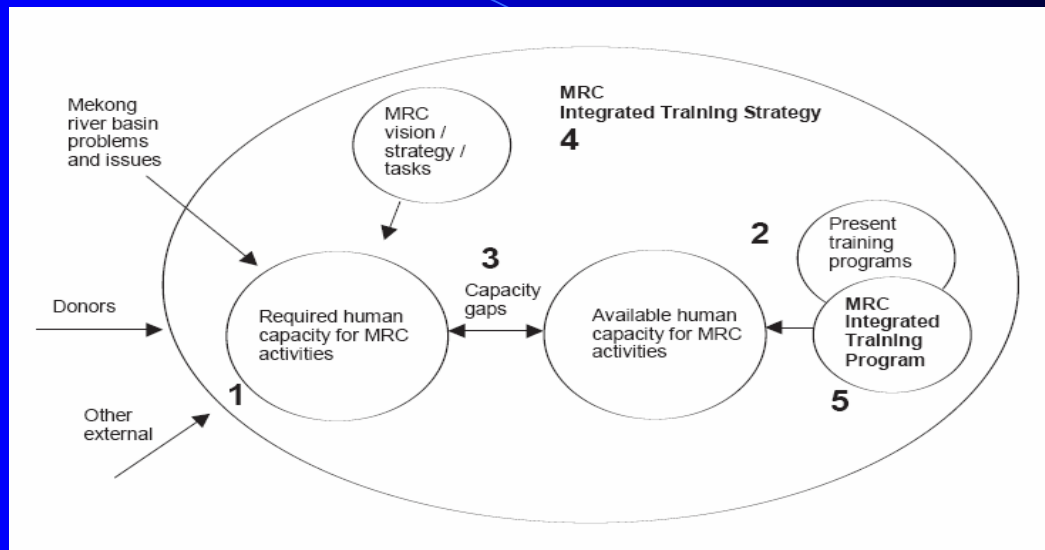 Mekong
river basin
problems
and issues
MRC
vision /
strategy /
tasks
MRC
Integrated Training Strategy
4
2
Present
training
programs
3
Capacity
gaps
Donors
Required human
capacity for MRC
activities
Available human
capacity for MRC
activities
MRC
Integrated
Training
Program
1
5
Other
external